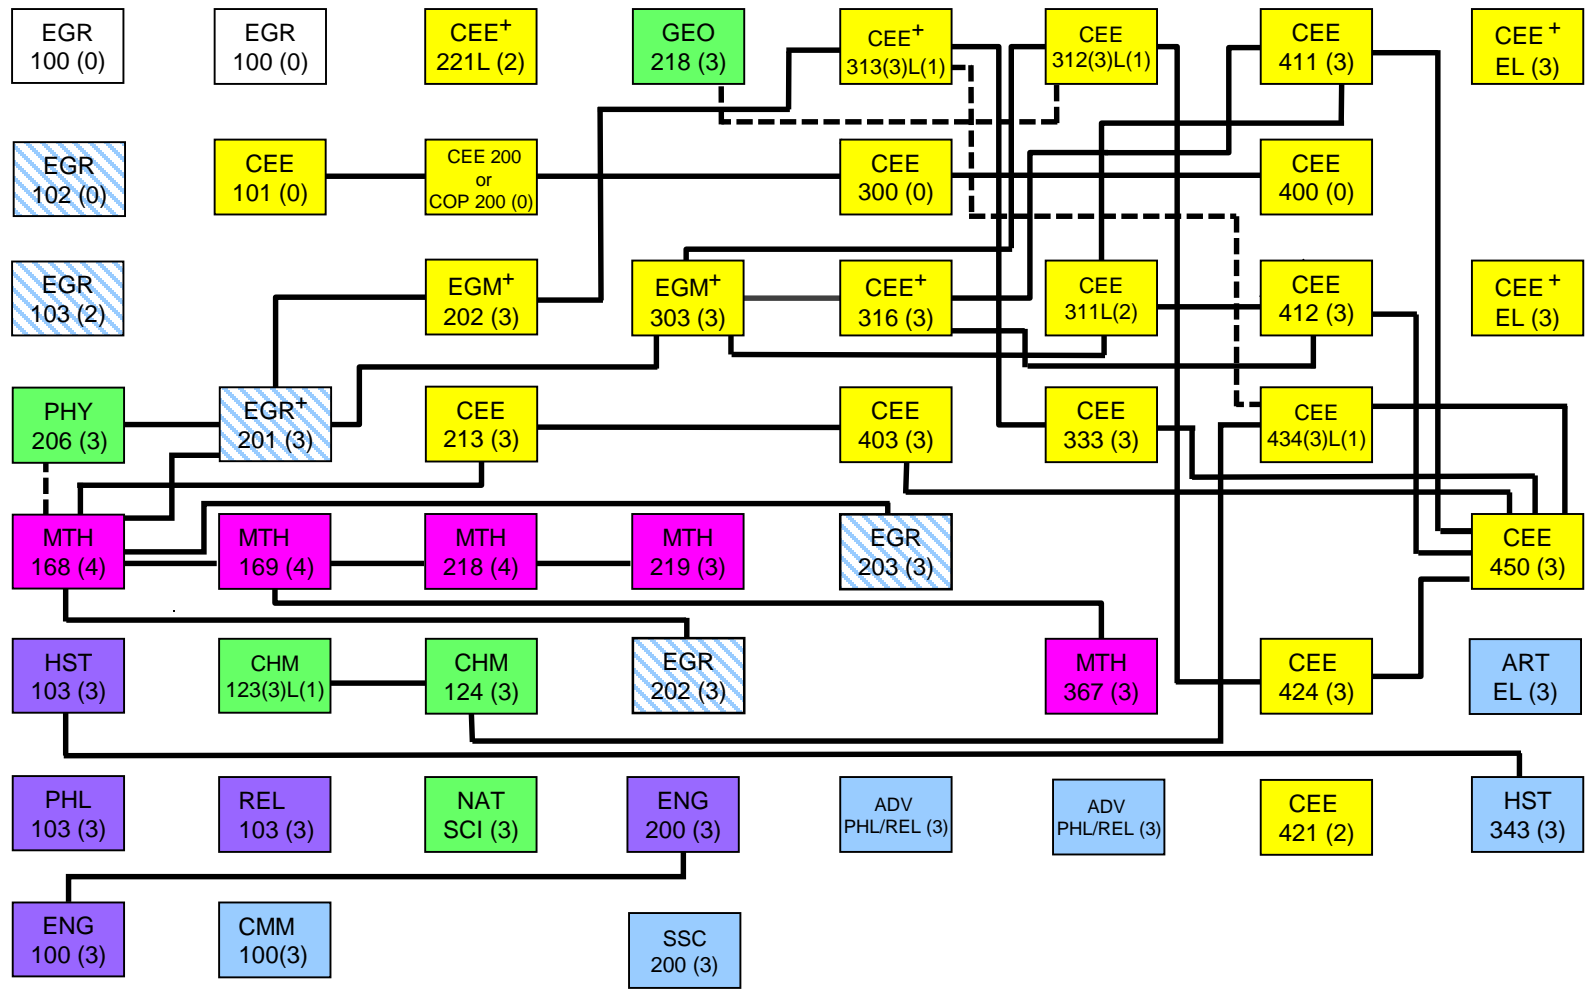 EGR
100 (0)
EGR
100 (0)
CEE+
221L (2)
GEO
218 (3)
CEE+
313(3)L(1)
CEE
312(3)L(1)
CEE
411 (3)
CEE+
EL (3)
EGR
102 (0)
CEE
101 (0)
CEE 200
or
COP 200 (0)
CEE
300 (0)
CEE
400 (0)
EGR
103 (2)
EGM+
202 (3)
EGM+
303 (3)
CEE+
316 (3)
CEE
311L(2)
CEE
412 (3)
CEE+
EL (3)
PHY
206 (3)
EGR+
201 (3)
CEE
213 (3)
CEE
403 (3)
CEE
333 (3)
CEE
434(3)L(1)
MTH
168 (4)
MTH
169 (4)
MTH
218 (4)
MTH
219 (3)
EGR
203 (3)
CEE
450 (3)
HST
103 (3)
CHM
123(3)L(1)
CHM
124 (3)
EGR
202 (3)
MTH
367 (3)
CEE
424 (3)
ART
EL (3)
PHL
103 (3)
REL
103 (3)
NAT
SCI (3)
ENG
200 (3)
ADV
PHL/REL (3)
ADV
PHL/REL (3)
CEE
421 (2)
HST
343 (3)
ENG
100 (3)
CMM
100(3)
SSC
200 (3)